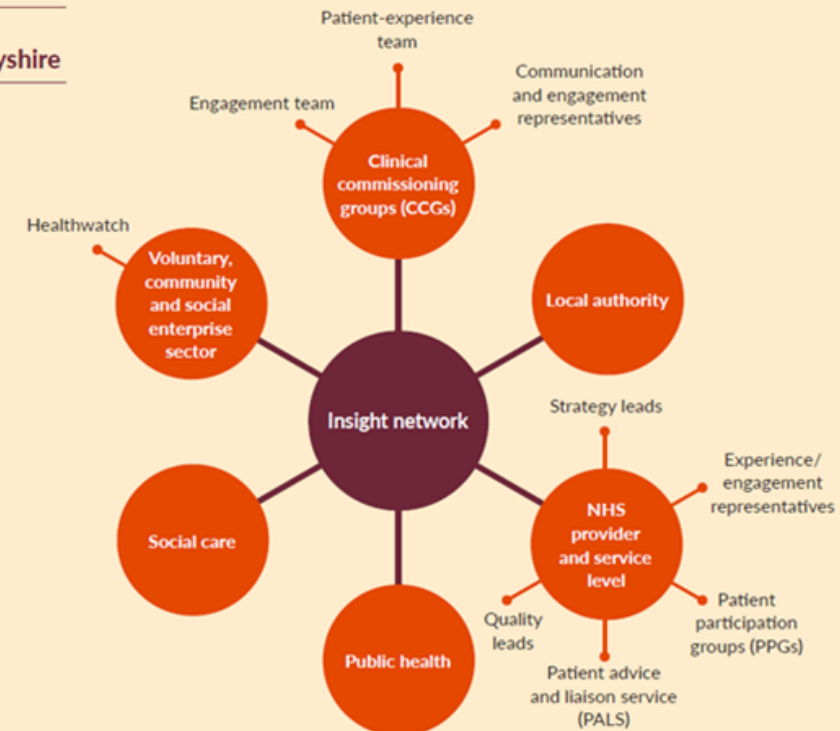 yshire
Patient-experience
team
Communication
and engagement
representatives
Engagement team
Clinical
commissioning
groups (CCGs)
Healthwatch
Voluntary,
community
and social
enterprise
sector
Local authority
Insight network
Strategy leads
Experience/
engagement
representatives
NHS
provider
and service
level
Social care
Quality
leads
Patient
participation
groups (PPGs)
Public health
Patient advice
and liaison service
(PALS)